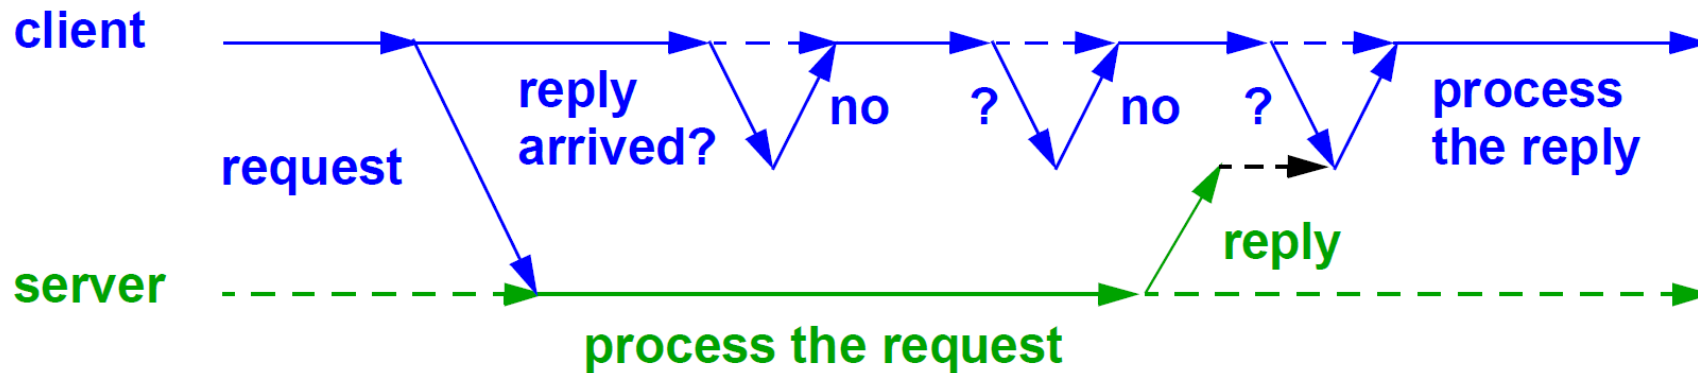 client
reply
arrived?
no
?
no
?
process
the reply
request
reply
server
process the request